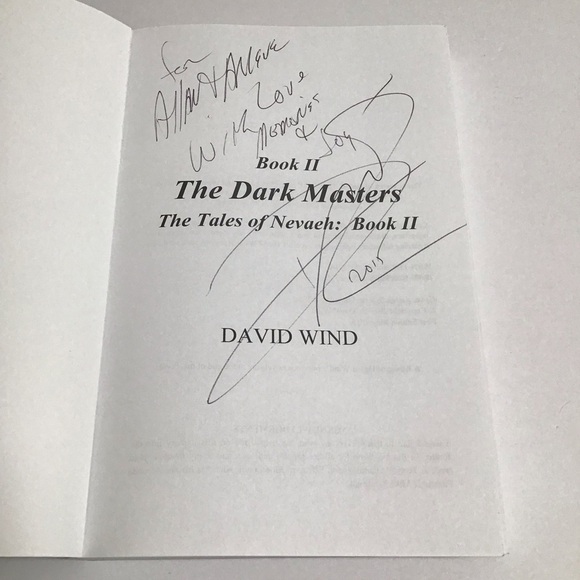 for
Allan & Arlene
With Love
Memories
& Joy
Book II
The Dark Masters
The Tales of Nevaeh: Book II
2015
DAVID WIND